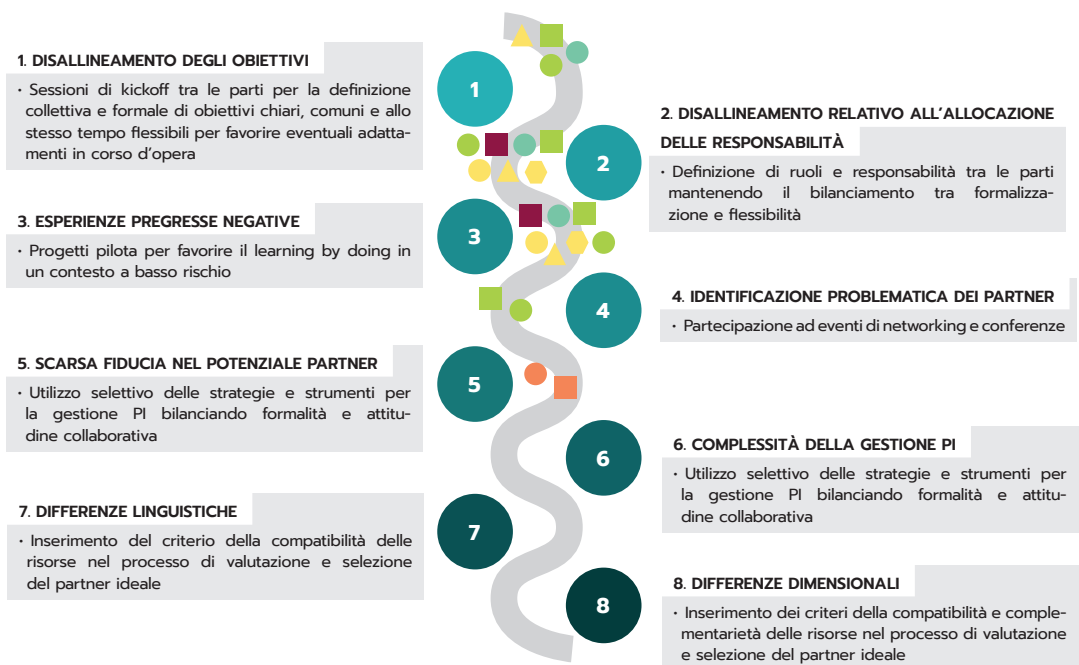 1. DISALLINEAMENTO DEGLI OBIETTIVI
• Sessioni di kickoff tra le parti per la definizione
collettiva e formale di obiettivi chiari, comuni e allo
stesso tempo flessibili per favorire eventuali adatta-
menti in corso d'opera
1
2. DISALLINEAMENTO RELATIVO ALL'ALLOCAZIONE
DELLE RESPONSABILITÀ
• Definizione di ruoli e responsabilità tra le parti
mantenendo il bilanciamento tra formalizza-
zione e flessibilità
2
3. ESPERIENZE PREGRESSE NEGATIVE
• Progetti pilota per favorire il learning by doing in
un contesto a basso rischio
3
4. IDENTIFICAZIONE PROBLEMATICA DEI PARTNER
• Partecipazione ad eventi di networking e conferenze
4
5. SCARSA FIDUCIA NEL POTENZIALE PARTNER
• Utilizzo selettivo delle strategie e strumenti per
la gestione PI bilanciando formalità e attitu-
dine collaborativa
5
6. COMPLESSITÀ DELLA GESTIONE PI
• Utilizzo selettivo delle strategie e strumenti per
la gestione PI bilanciando formalità e attitu-
dine collaborativa
6
7. DIFFERENZE LINGUISTICHE
• Inserimento del criterio della compatibilità delle
risorse nel processo di valutazione e selezione
del partner ideale
7
8. DIFFERENZE DIMENSIONALI
• Inserimento dei criteri della compatibilità e comple-
mentarietà delle risorse nel processo di valutazione
e selezione del partner ideale
8